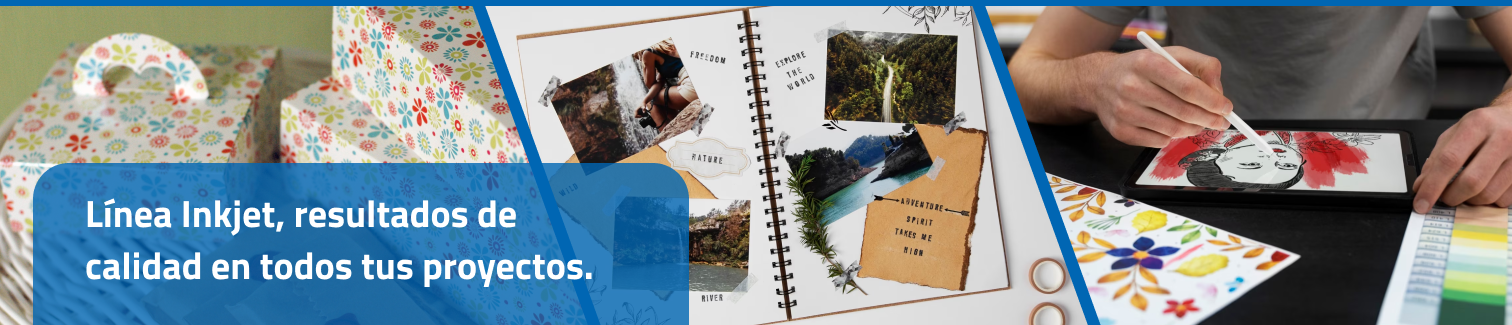 Línea Inkjet, resultados de
calidad en todos tus proyectos.
FREEDOM
EXPLORE
THE
WORLD
NATURE
WILD
ADVENTURE
SPIRIT
TAKES ME
HIGH
RIVER